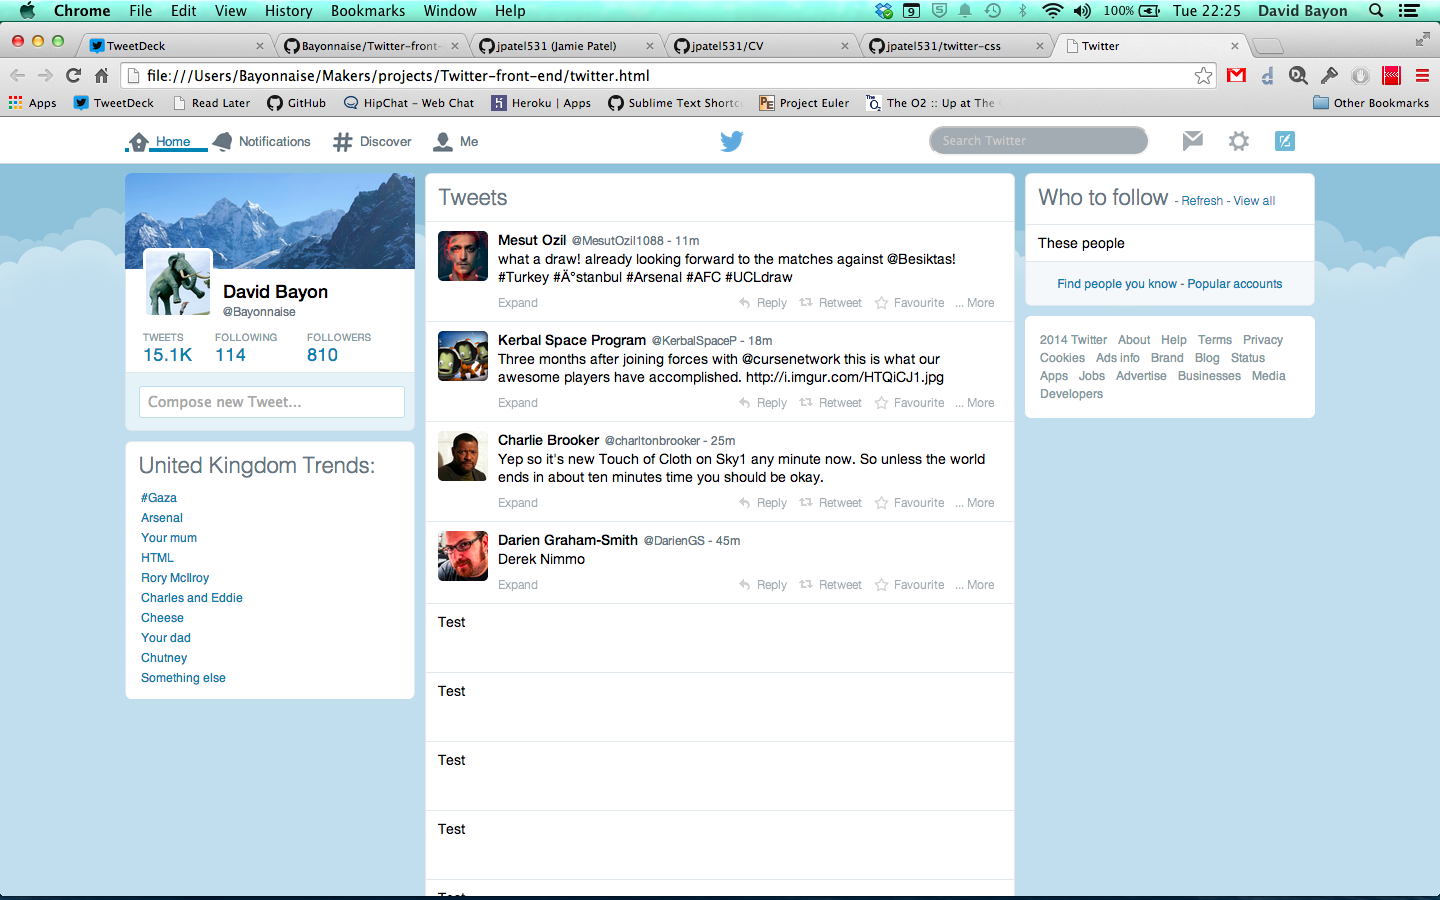 Chrome File Edit View History Bookmarks Window Help 9 5 100% Tue 22:25 David Bayon
TweetDeck Bayonnaise/Twitter-front- jpatel531 (Jamie Patel) jpatel531/CV jpatel531/twitter-css Twitter
file:///Users/Bayonnaise/Makers/projects/Twitter-front-end/twitter.html
Apps TweetDeck Read Later GitHub HipChat - Web Chat Heroku | Apps Sublime Text Shortc PE Project Euler The O2 The O2 :: Up at The Other Bookmarks
Home Notifications Discover Me Search Twitter
David Bayon
@Bayonnaise
TWEETS FOLLOWING FOLLOWERS
15.1K 114 810
Compose new Tweet...
United Kingdom Trends:
#Gaza
Arsenal
Your mum
HTML
Rory McIlroy
Charles and Eddie
Cheese
Your dad
Chutney
Something else
Tweets
Mesut Ozil @MesutOzil1088 - 11m
what a draw! already looking forward to the matches against @Besiktas!
#Turkey #Ä°stanbul #Arsenal #AFC #UCLdraw
Expand Reply Retweet Favourite ... More
Kerbal Space Program @KerbalSpaceP - 18m
Three months after joining forces with @cursenetwork this is what our
awesome players have accomplished. http://i.imgur.com/HTQiCJ1.jpg
Expand Reply Retweet Favourite ... More
Charlie Brooker @charltonbrooker - 25m
Yep so it's new Touch of Cloth on Sky1 any minute now. So unless the world
ends in about ten minutes time you should be okay.
Expand Reply Retweet Favourite ... More
Darien Graham-Smith @DarienGS - 45m
Derek Nimmo
Expand Reply Retweet Favourite ... More
Test
Test
Test
Test
Test
Who to follow - Refresh - View all
These people
Find people you know - Popular accounts
2014 Twitter About Help Terms Privacy
Cookies Ads info Brand Blog Status
Apps Jobs Advertise Businesses Media
Developers